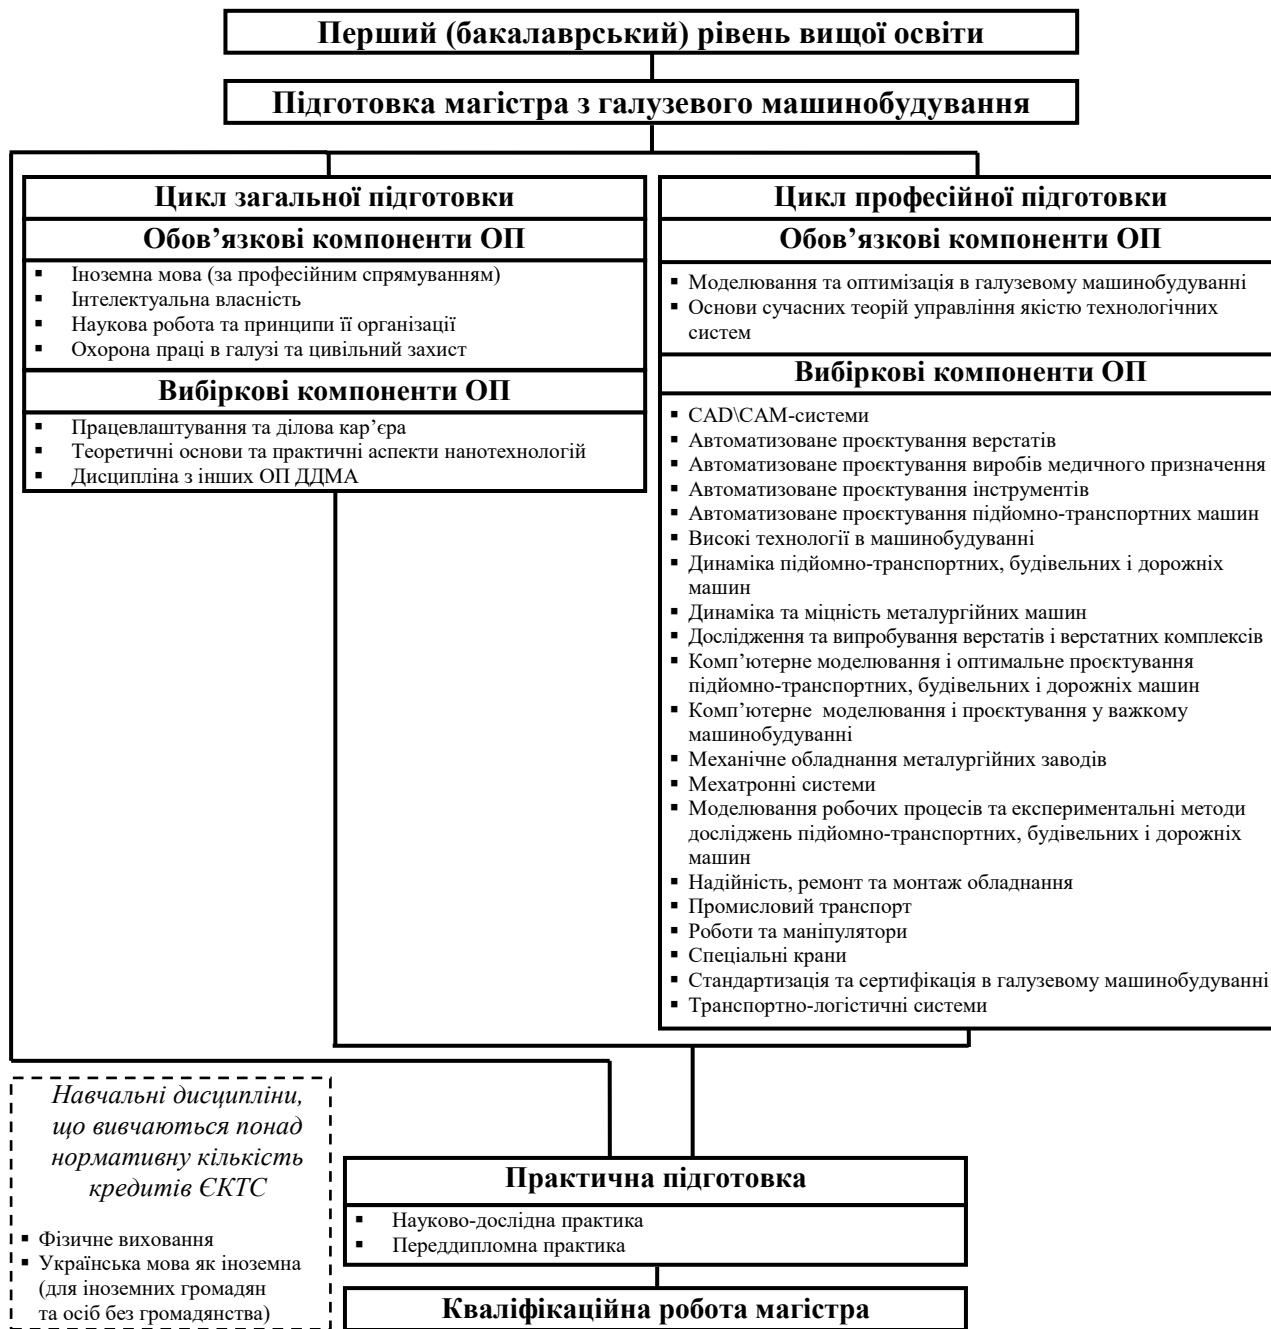 Перший (бакалаврський) рівень вищої освіти
Підготовка магістра з галузевого машинобудування
Цикл загальної підготовки
Обов’язкові компоненти ОП
▪ Іноземна мова (за професійним спрямуванням)
▪ Інтелектуальна власність
▪ Наукова робота та принципи її організації
▪ Охорона праці в галузі та цивільний захист
Вибіркові компоненти ОП
▪ Працевлаштування та ділова кар’єра
▪ Теоретичні основи та практичні аспекти нанотехнологій
▪ Дисципліна з інших ОП ДДМА
Цикл професійної підготовки
Обов’язкові компоненти ОП
▪ Моделювання та оптимізація в галузевому машинобудуванні
▪ Основи сучасних теорій управління якістю технологічних
систем
Вибіркові компоненти ОП
▪ CAD\CAM-системи
▪ Автоматизоване проєктування верстатів
▪ Автоматизоване проєктування виробів медичного призначення
▪ Автоматизоване проєктування інструментів
▪ Автоматизоване проєктування підйомно-транспортних машин
▪ Високі технології в машинобудуванні
▪ Динаміка підйомно-транспортних, будівельних і дорожніх
машин
▪ Динаміка та міцність металургійних машин
▪ Дослідження та випробування верстатів і верстатних комплексів
▪ Комп’ютерне моделювання і оптимальне проєктування
підйомно-транспортних, будівельних і дорожніх машин
▪ Комп’ютерне моделювання і проєктування у важкому
машинобудуванні
▪ Механічне обладнання металургійних заводів
▪ Мехатронні системи
▪ Моделювання робочих процесів та експериментальні методи
досліджень підйомно-транспортних, будівельних і дорожніх
машин
▪ Надійність, ремонт та монтаж обладнання
▪ Промисловий транспорт
▪ Роботи та маніпулятори
▪ Спеціальні крани
▪ Стандартизація та сертифікація в галузевому машинобудуванні
▪ Транспортно-логістичні системи
Навчальні дисципліни,
що вивчаються понад
нормативну кількість
кредитів ЄКТС
▪ Фізичне виховання
▪ Українська мова як іноземна
(для іноземних громадян
та осіб без громадянства)
Практична підготовка
▪ Науково-дослідна практика
▪ Переддипломна практика
Кваліфікаційна робота магістра